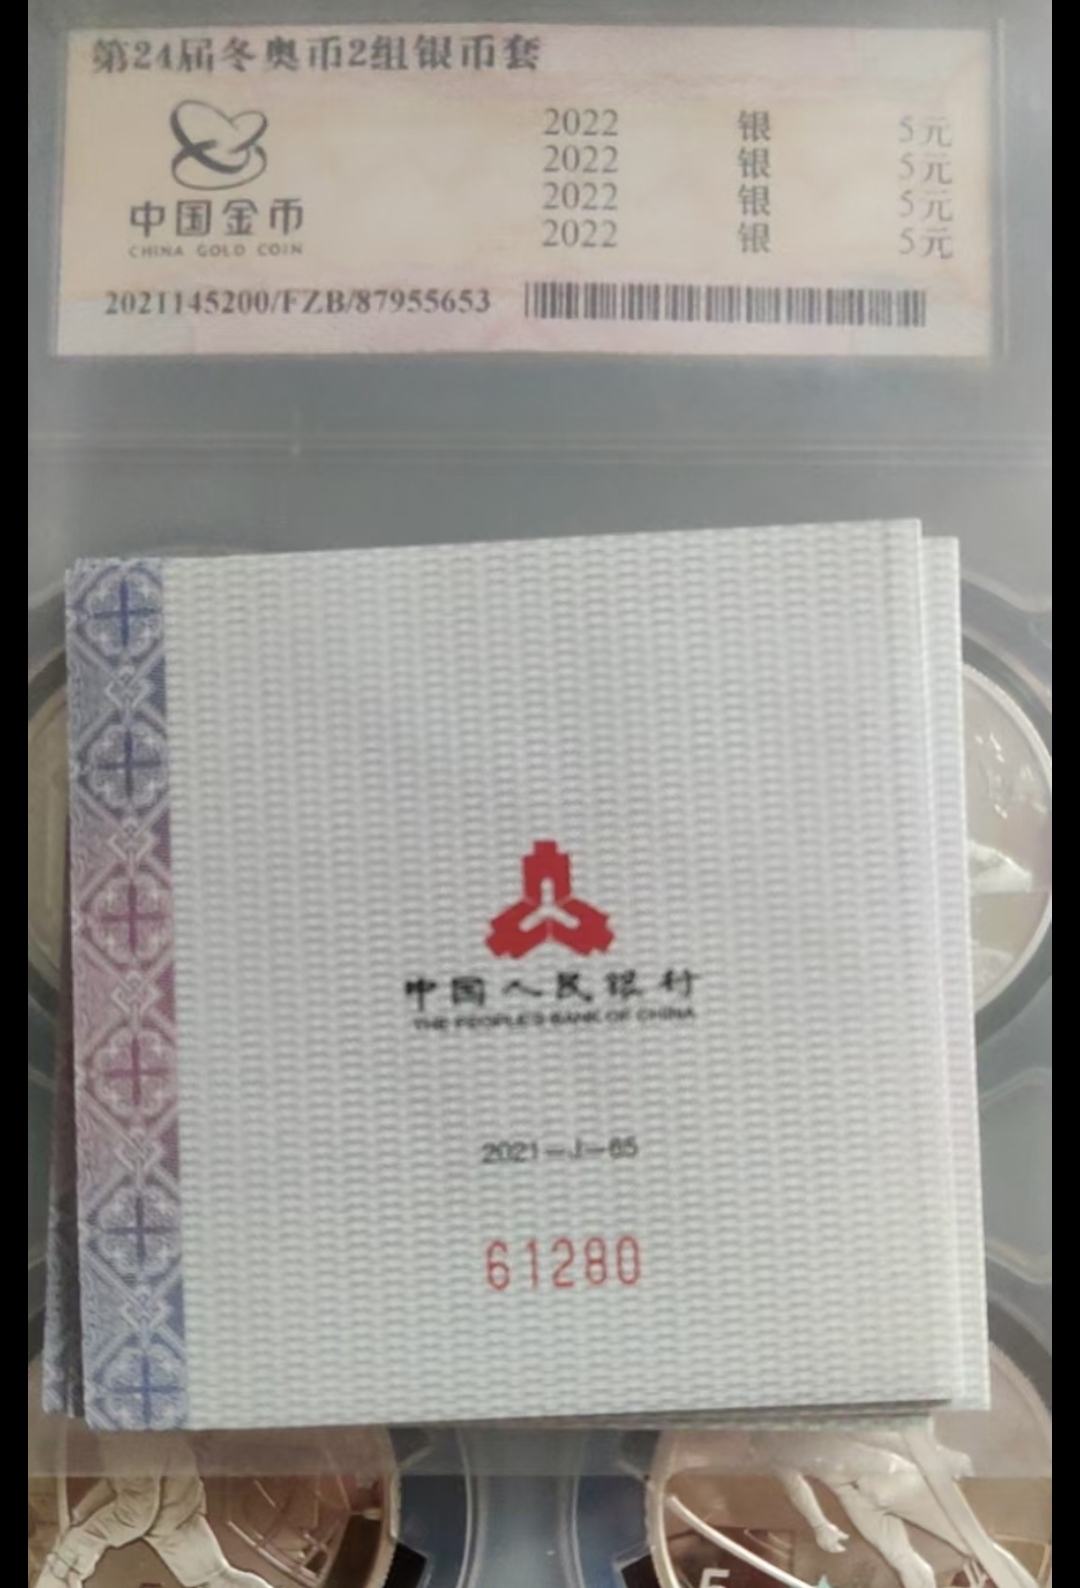 第24届冬奥币2组银币套
2022 银 5元
2022 银 5元
2022 银 5元
2022 银 5元
中国金币
CHINA GOLD COIN
2021145200/FZB/87955653
中国人民银行
THE PEOPLE'S BANK OF CHINA
2021-J-65
61280
5